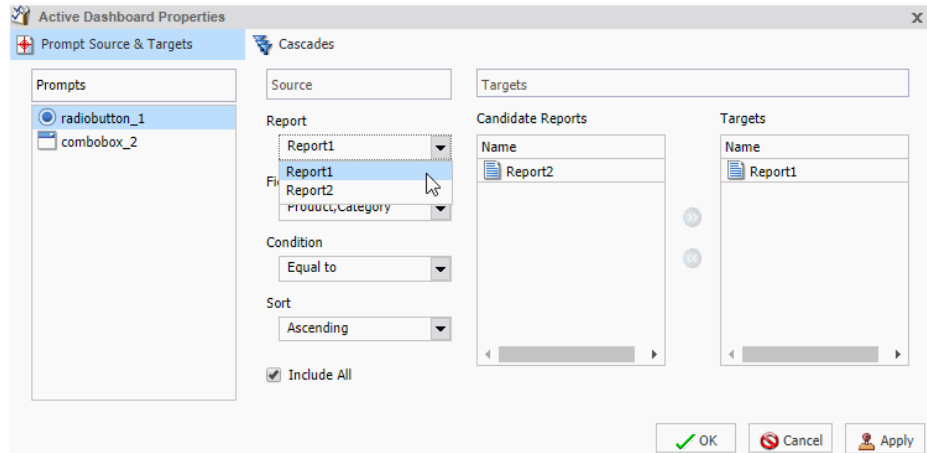 Active Dashboard Properties
x
Prompt Source & Targets
Cascades
Prompts
radiobutton_1
combobox_2
Source
Report
Report1
Report1
Report2
Product,Category
Condition
Equal to
Sort
Ascending
Include All
Targets
Candidate Reports
Name
Report2
Targets
Name
Report1
OK
Cancel
Apply